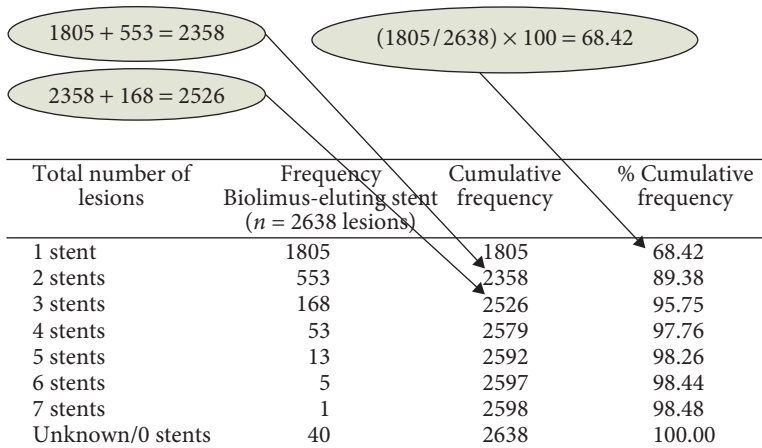 1805 + 553 = 2358
(1805/2638) × 100 = 68.42
2358 + 168 = 2526
Total number of lesions
Frequency Biolimus-eluting stent (n = 2638 lesions)
Cumulative frequency
% Cumulative frequency
1 stent 1805 1805 68.42
2 stents 553 2358 89.38
3 stents 168 2526 95.75
4 stents 53 2579 97.76
5 stents 13 2592 98.26
6 stents 5 2597 98.44
7 stents 1 2598 98.48
Unknown/0 stents 40 2638 100.00